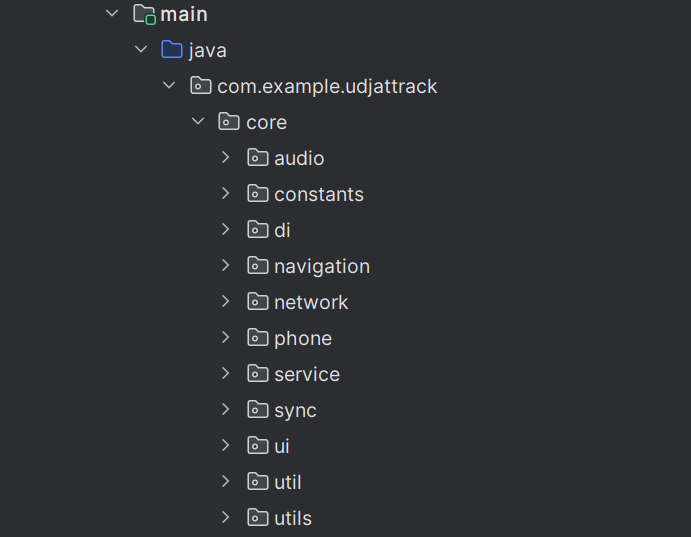 main
java
com.example.udjattrack
core
audio
constants
di
navigation
network
phone
service
sync
ui
util
utils